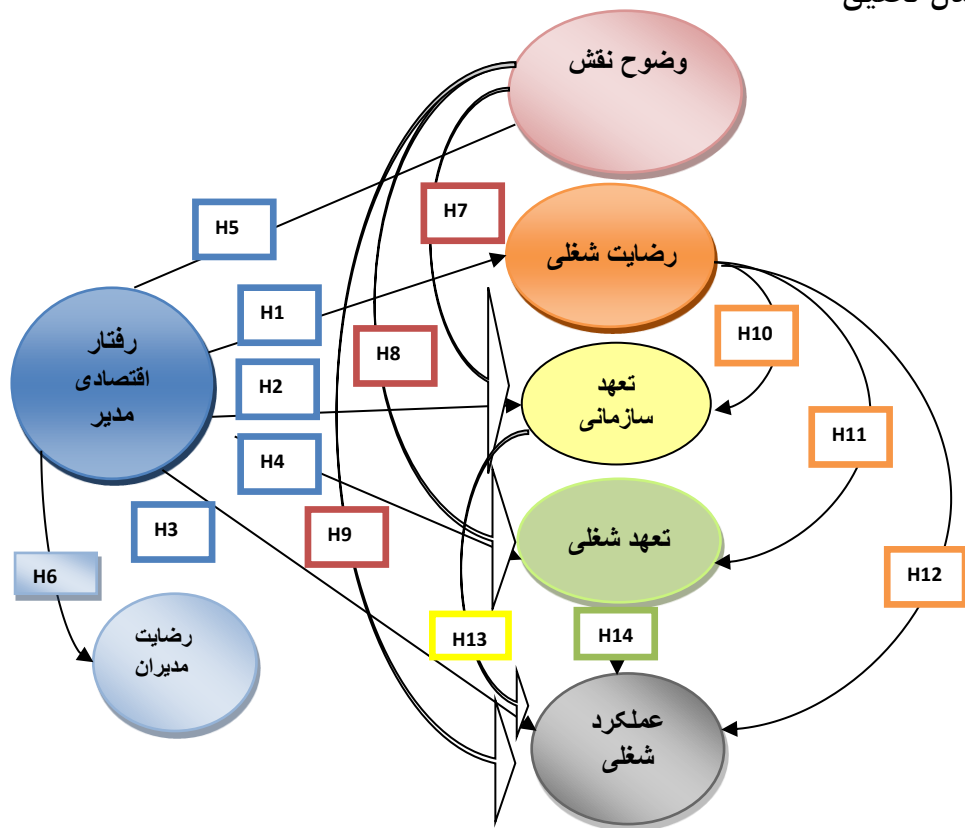 وضوح نقش
H7
H5
رضایت شغلی
H1
H10
رفتار
اقتصادی
مدیر
H8
H2
تعهد
سازمانی
H11
H4
H3
H9
تعهد شغلی
H6
H12
H13
H14
رضایت
مدیران
عملکرد
شغلی